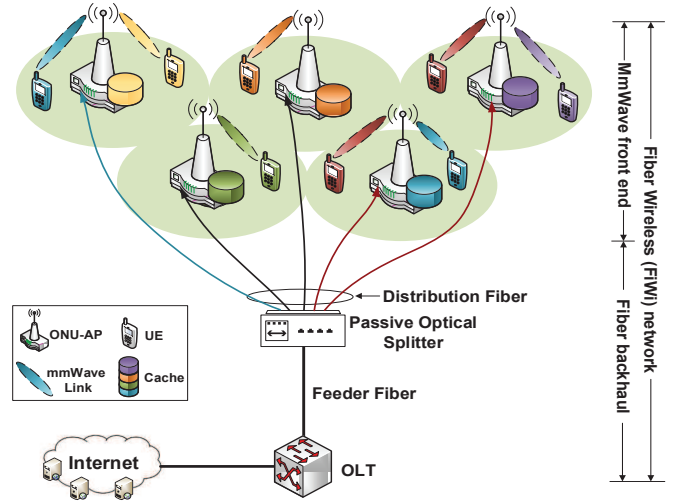 MmWave front end
Fiber backhaul
Fiber Wireless (FiWi) network
Distribution Fiber
Passive Optical
Splitter
ONU-AP
UE
mmWave
Link
Cache
Feeder Fiber
Internet
OLT